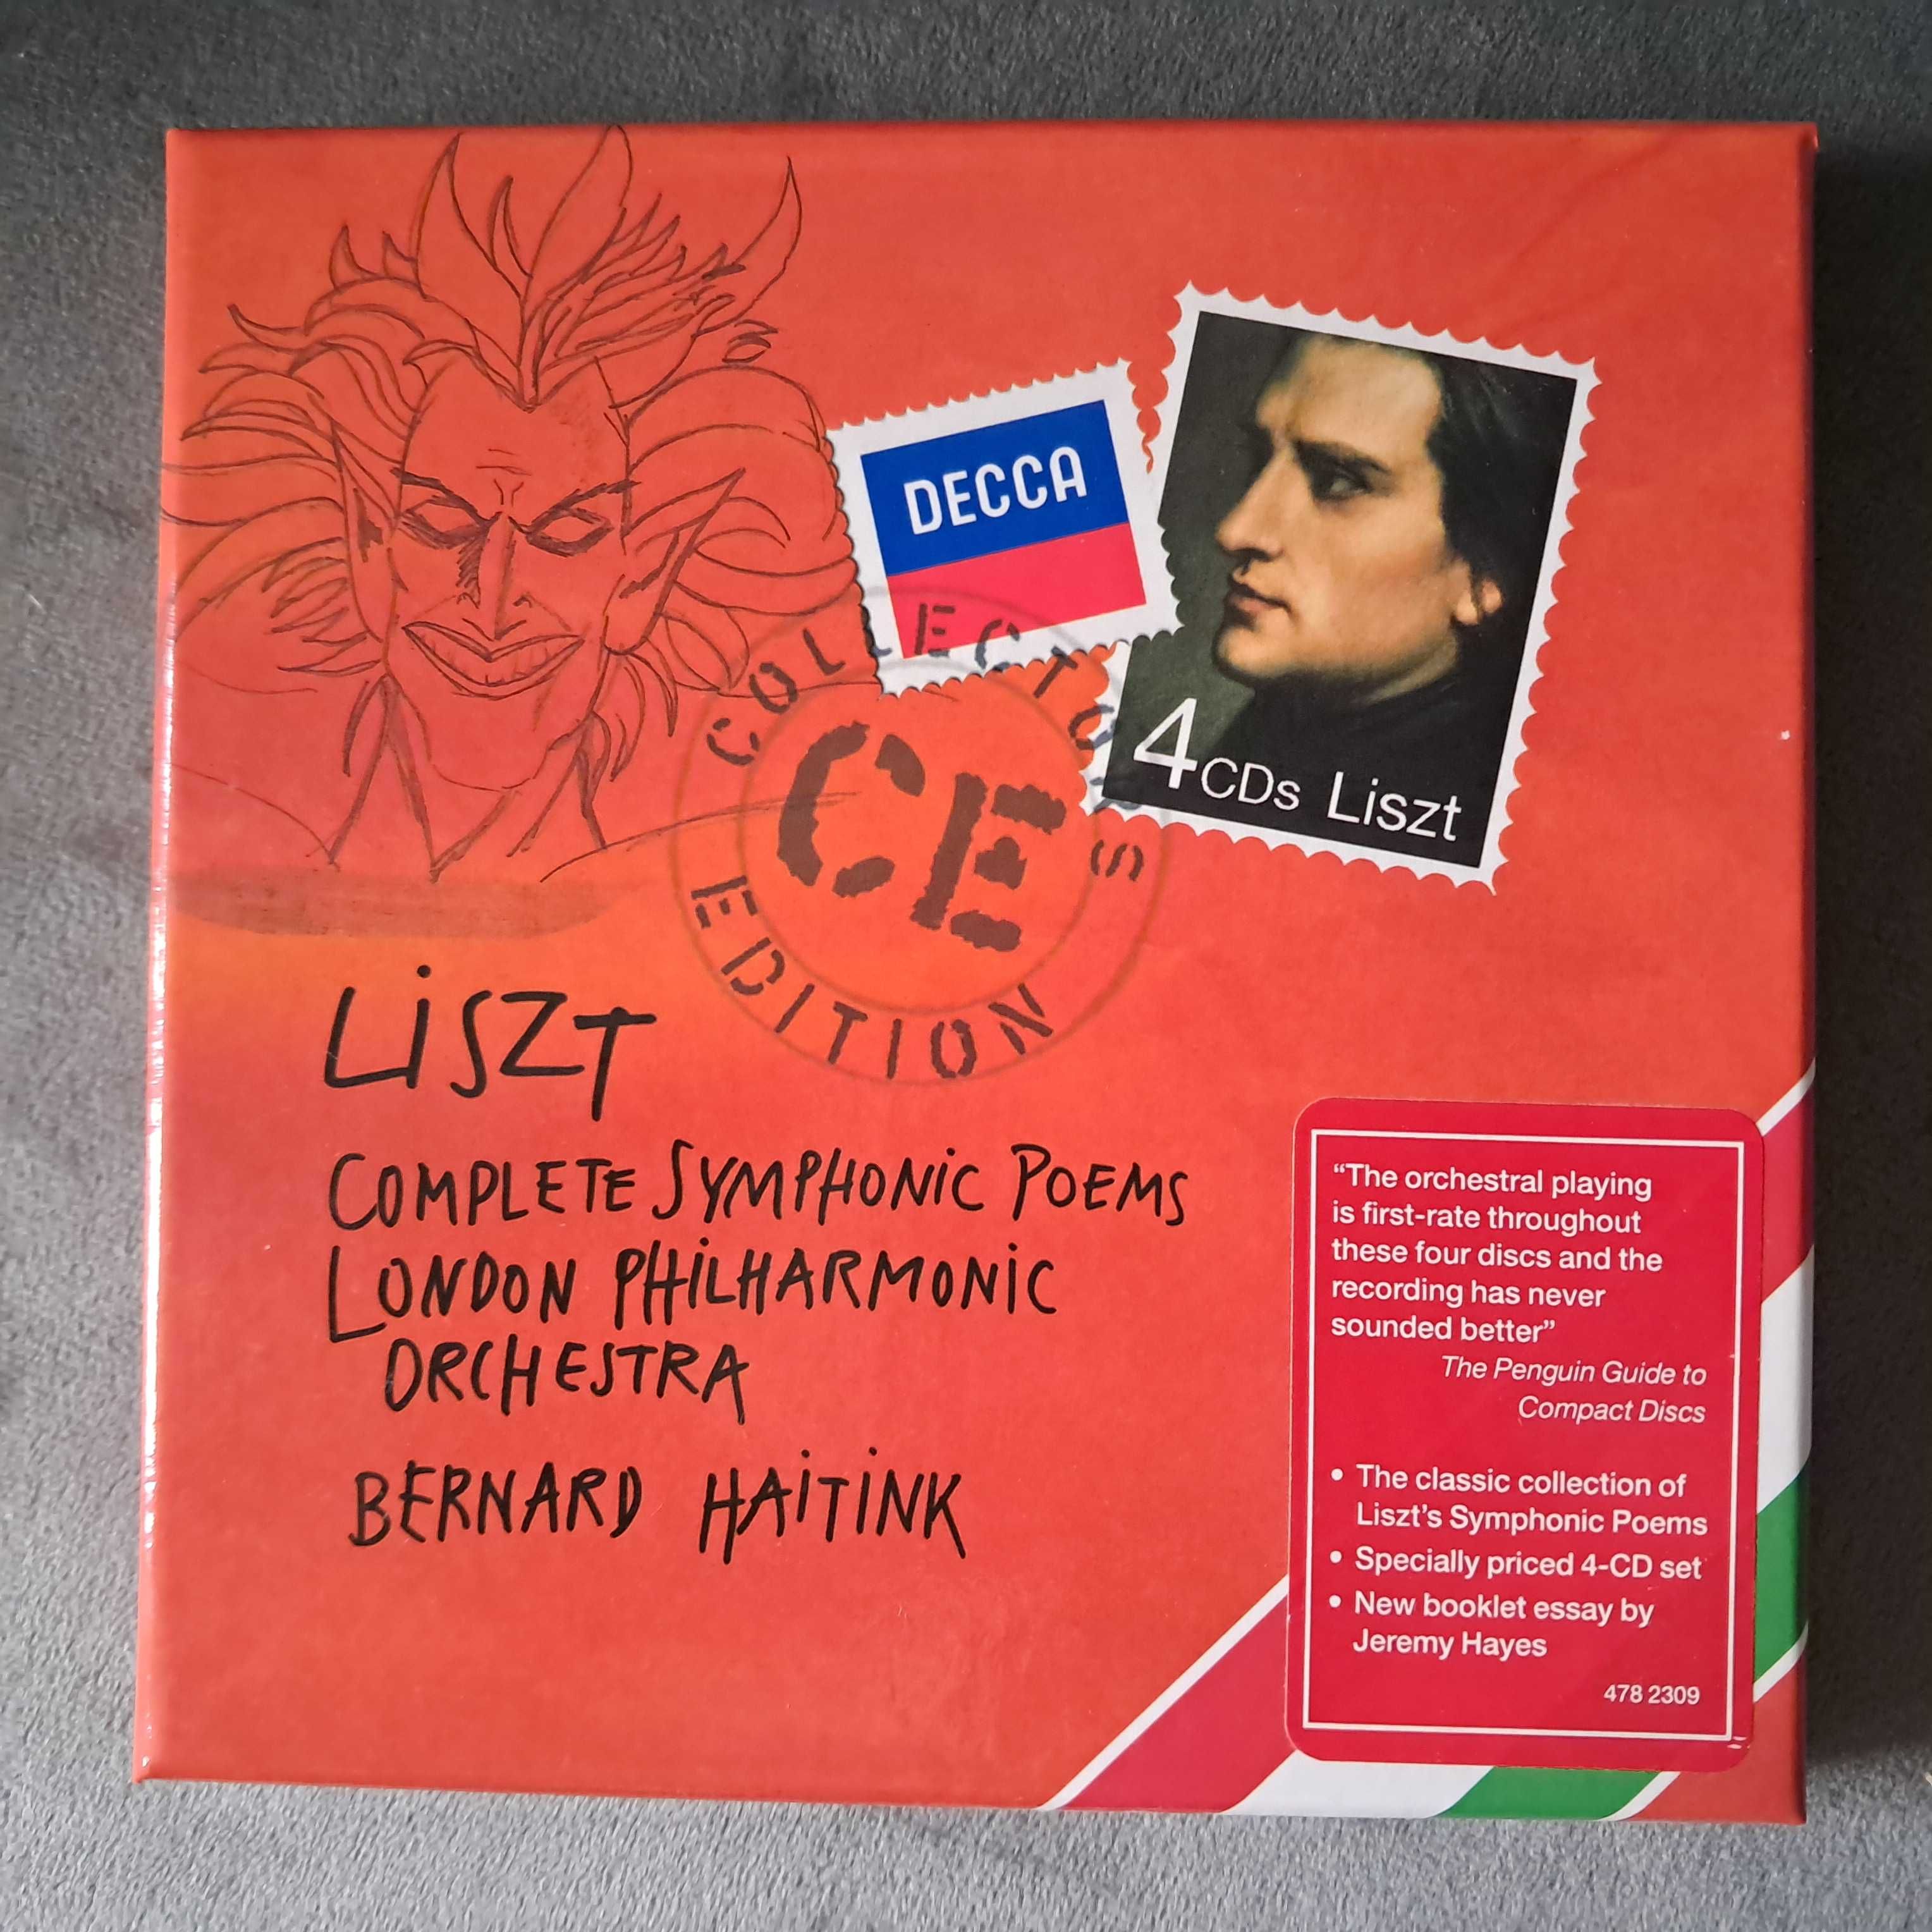 DECCA
4CDs Liszt
COLLECTORS
CE
EDITION
LiSZT
COMPLETE SYMPHONiC POEMS
LONDON PHiLHARMONiC
ORCHESTRA
BERNARD HAiTiNK
“The orchestral playing
is first-rate throughout
these four discs and the
recording has never
sounded better”
The Penguin Guide to
Compact Discs
• The classic collection of
Liszt’s Symphonic Poems
• Specially priced 4-CD set
• New booklet essay by
Jeremy Hayes
478 2309